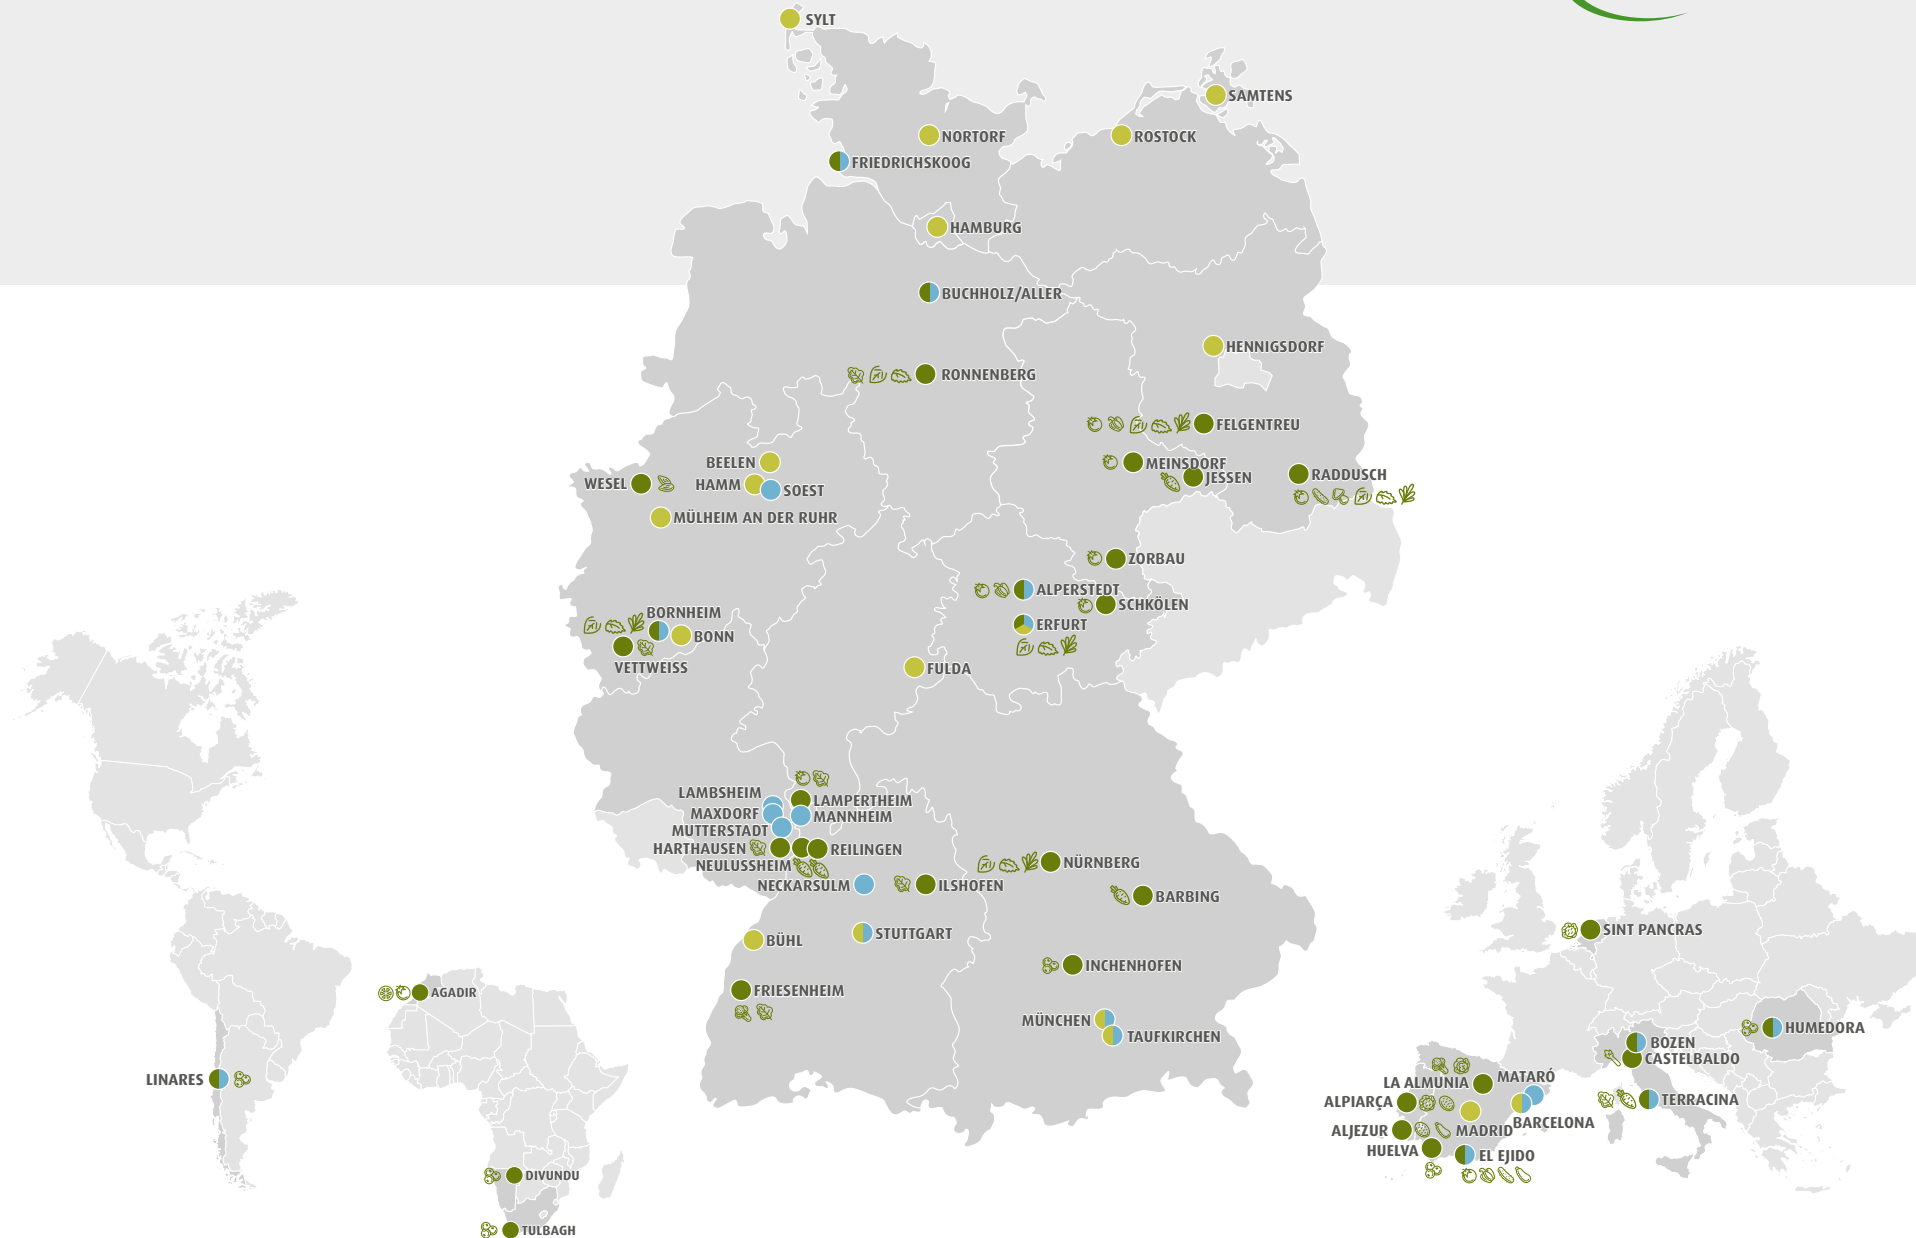 SYLT
SAMTENS
NORTORF
ROSTOCK
FRIEDRICHSKOOG
HAMBURG
BUCHHOLZ/ALLER
HENNIGSDORF
RONNENBERG
FELGENTREU
BEELEN
MEINSDORF
WESEL
HAMM
SOEST
JESSEN
RADDUSCH
MÜLHEIM AN DER RUHR
ZORBAU
ALPERSTEDT
SCHKÖLEN
BORNHEIM
ERFURT
BONN
VETTWEISS
FULDA
LAMBSHEIM
LAMPERTHEIM
MAXDORF
MANNHEIM
MUTTERSTADT
HARTHAUSEN
REILINGEN
NEULUSSHEIM
NÜRNBERG
NECKARSULM
ILSHOFEN
BARBING
BÜHL
STUTTGART
SINT PANCRAS
INCHENHOFEN
FRIESENHEIM
AGADIR
MÜNCHEN
TAUFKIRCHEN
HUMEDORA
BOZEN
CASTELBALDO
LINARES
LA ALMUNIA
MATARÓ
ALPIARÇA
TERRACINA
BARCELONA
ALJEZUR
MADRID
HUELVA
EL EJIDO
DIVUNDU
TULBAGH